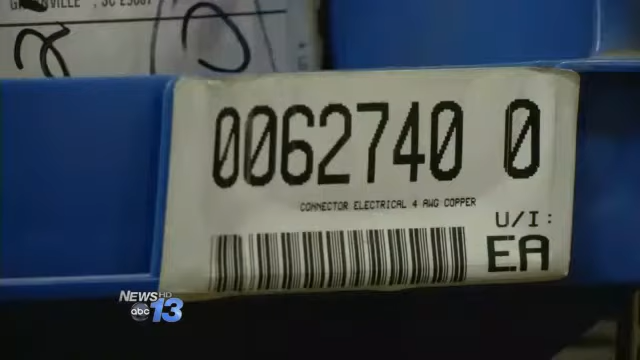 0062740 0
CONNECTOR ELECTRICAL 4 AWG COPPER
U/I:
EA
NEWS HD
abc 13